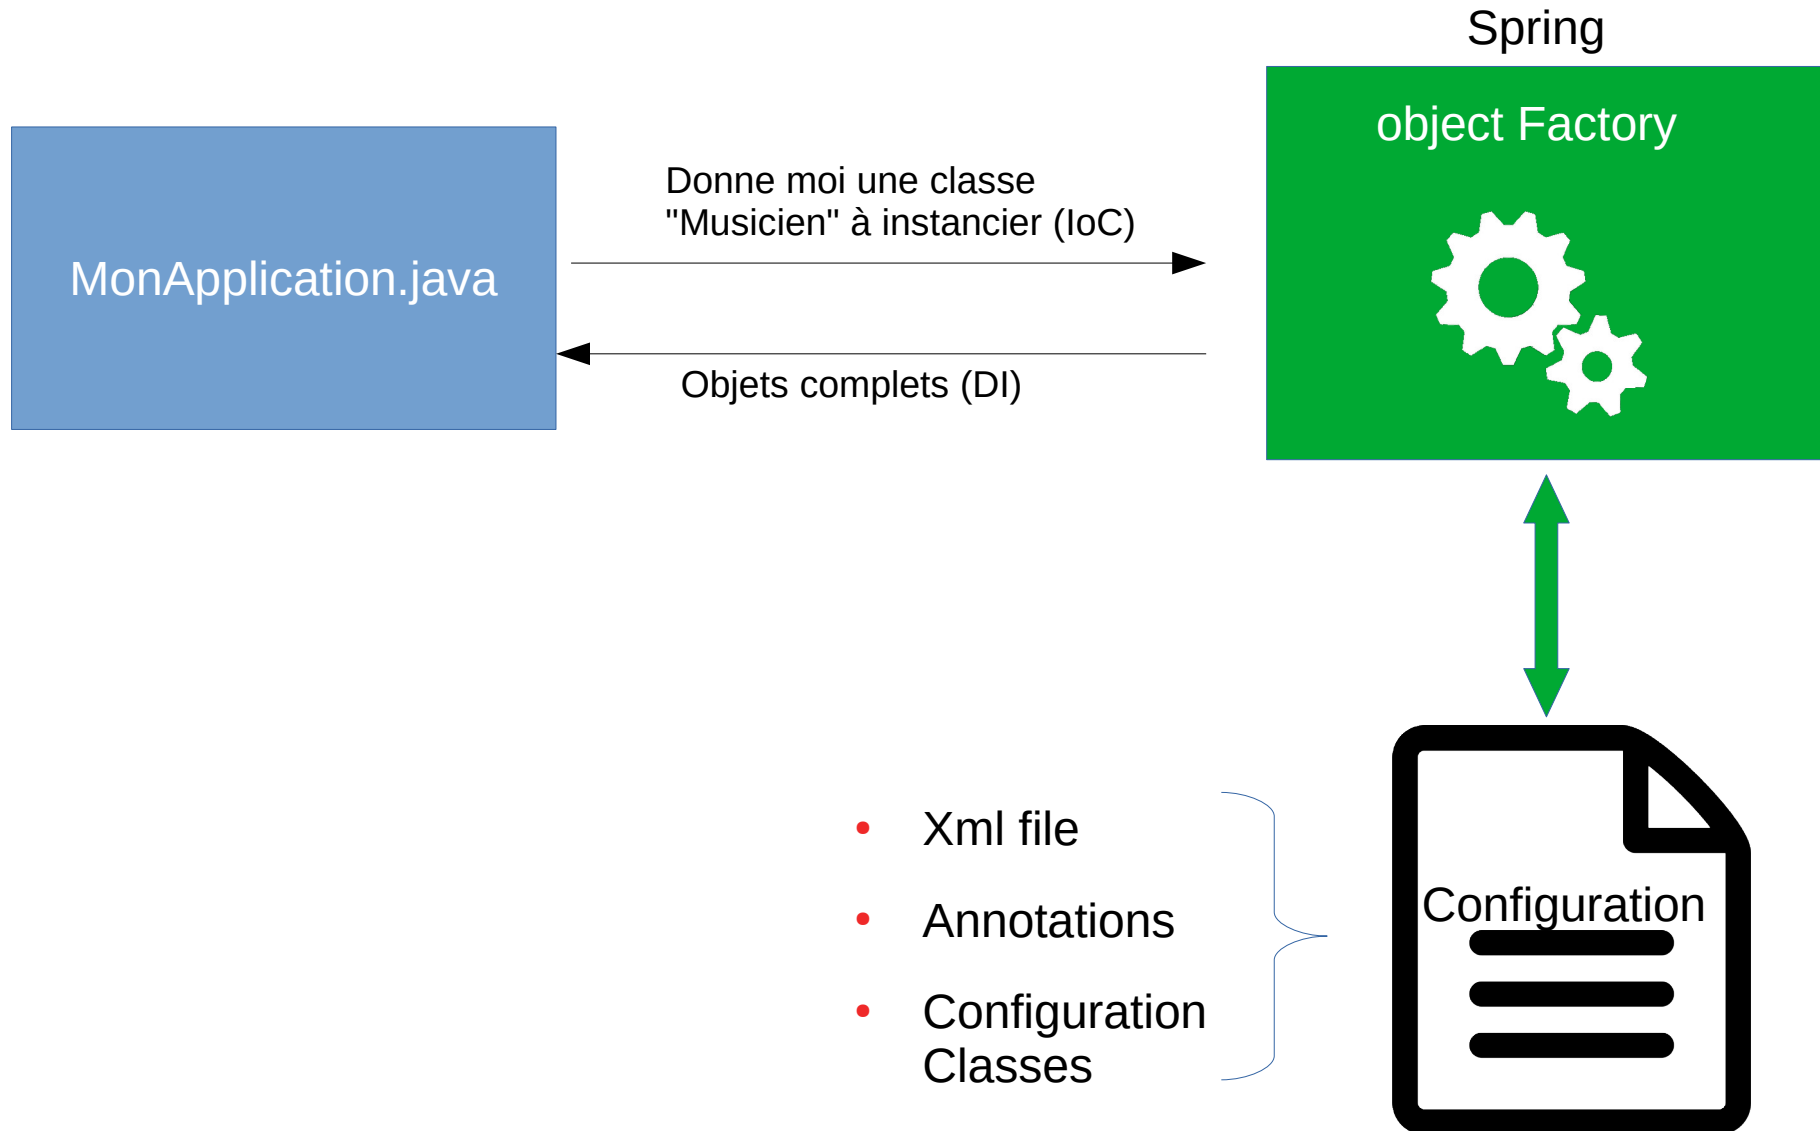 Spring
object Factory
Donne moi une classe
"Musicien" à instancier (IoC)
MonApplication.java
Objets complets (DI)
• Xml file
• Annotations
• Configuration
Classes
Configuration